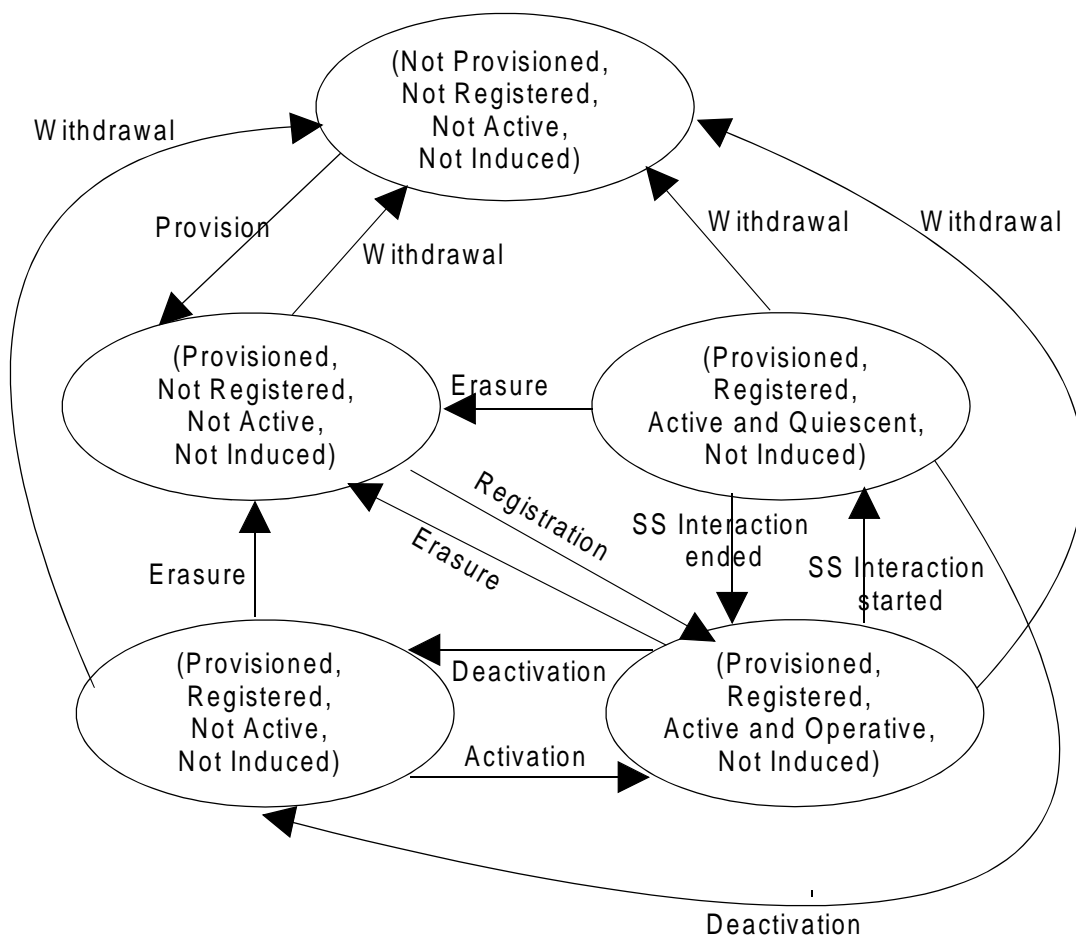 (Not Provisioned,
Not Registered,
Not Active,
Not Induced)
Withdrawal
Provision
Withdrawal
Withdrawal
Withdrawal
(Provisioned,
Not Registered,
Not Active,
Not Induced)
Erasure
(Provisioned,
Registered,
Active and Quiescent,
Not Induced)
Registration
Erasure
SS Interaction
ended
SS Interaction
started
Erasure
(Provisioned,
Registered,
Not Active,
Not Induced)
Deactivation
Activation
(Provisioned,
Registered,
Active and Operative,
Not Induced)
Deactivation